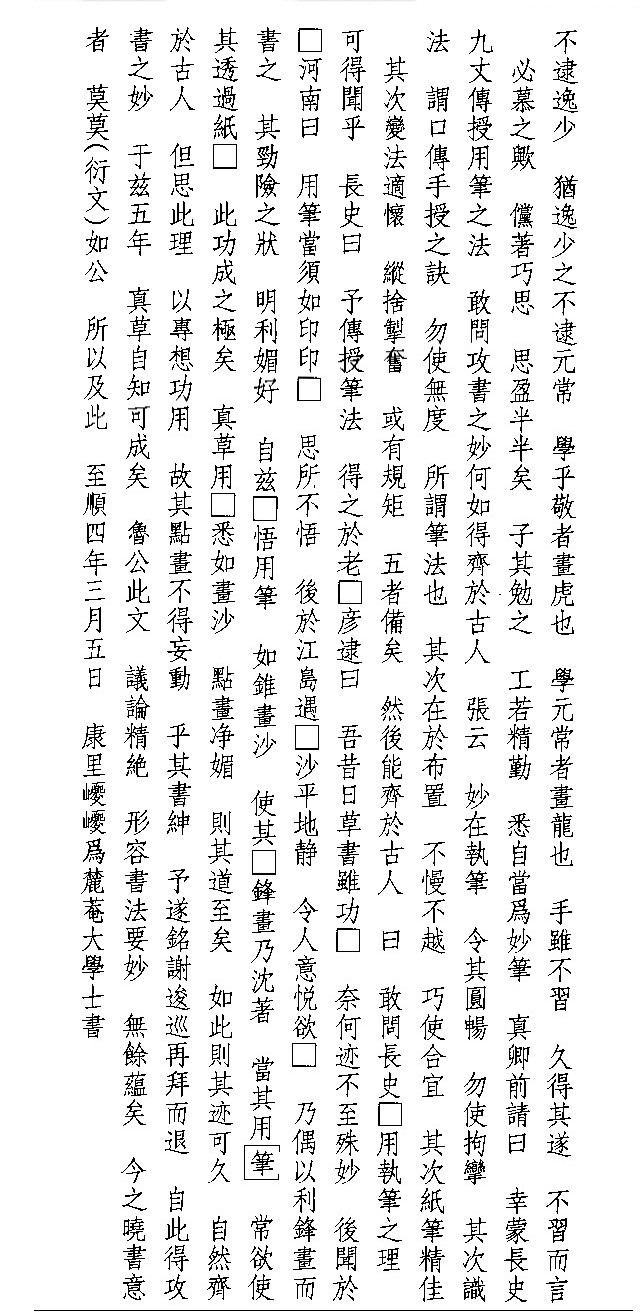 不逮逸少　猶逸少之不逮元常　學乎敬者畫虎也　學元常者畫龍也　手雖不習　久得其遂　不習而言
必慕之歟　儻著巧思　思盈半半矣　子其勉之　工若精勤　悉自當爲妙筆　真卿前請曰　幸蒙長史
九丈傳授用筆之法　敢問攻書之妙何如得齊於古人　張云　妙在執筆　令其圓暢　勿使拘攣　其次識
法　謂口傳手授之訣　勿使無度　所謂筆法也　其次在於布置　不慢不越　巧使合宜　其次紙筆精佳
其次變法適懷　縱捨掣奮　或有規矩　五者備矣　然後能齊於古人　曰　敢問長史□用執筆之理
可得聞乎　長史曰　予傳授筆法　得之於老□彦逮曰　吾昔日草書雖功□　奈何迹不至殊妙　後聞於
□河南曰　用筆當須如印印□　思所不悟　後於江島遇□沙平地静　令人意悦欲□　乃偶以利鋒畫而
書之　其勁險之狀　明利媚好　自兹□悟用筆　如錐畫沙　使其□鋒畫乃沈著　當其用筆　常欲使
其透過紙□　此功成之極矣　真草用□悉如畫沙　點畫净媚　則其道至矣　如此則其迹可久　自然齊
於古人　但思此理　以專想功用　故其點畫不得妄動　乎其書紳　予遂銘謝逡巡再拜而退　自此得攻
書之妙　于兹五年　真草自知可成矣　魯公此文　議論精絶　形容書法要妙　無餘蘊矣　今之曉書意
者　莫莫(衍文)如公　所以及此　至順四年三月五日　康里巙巙爲麓菴大學士書